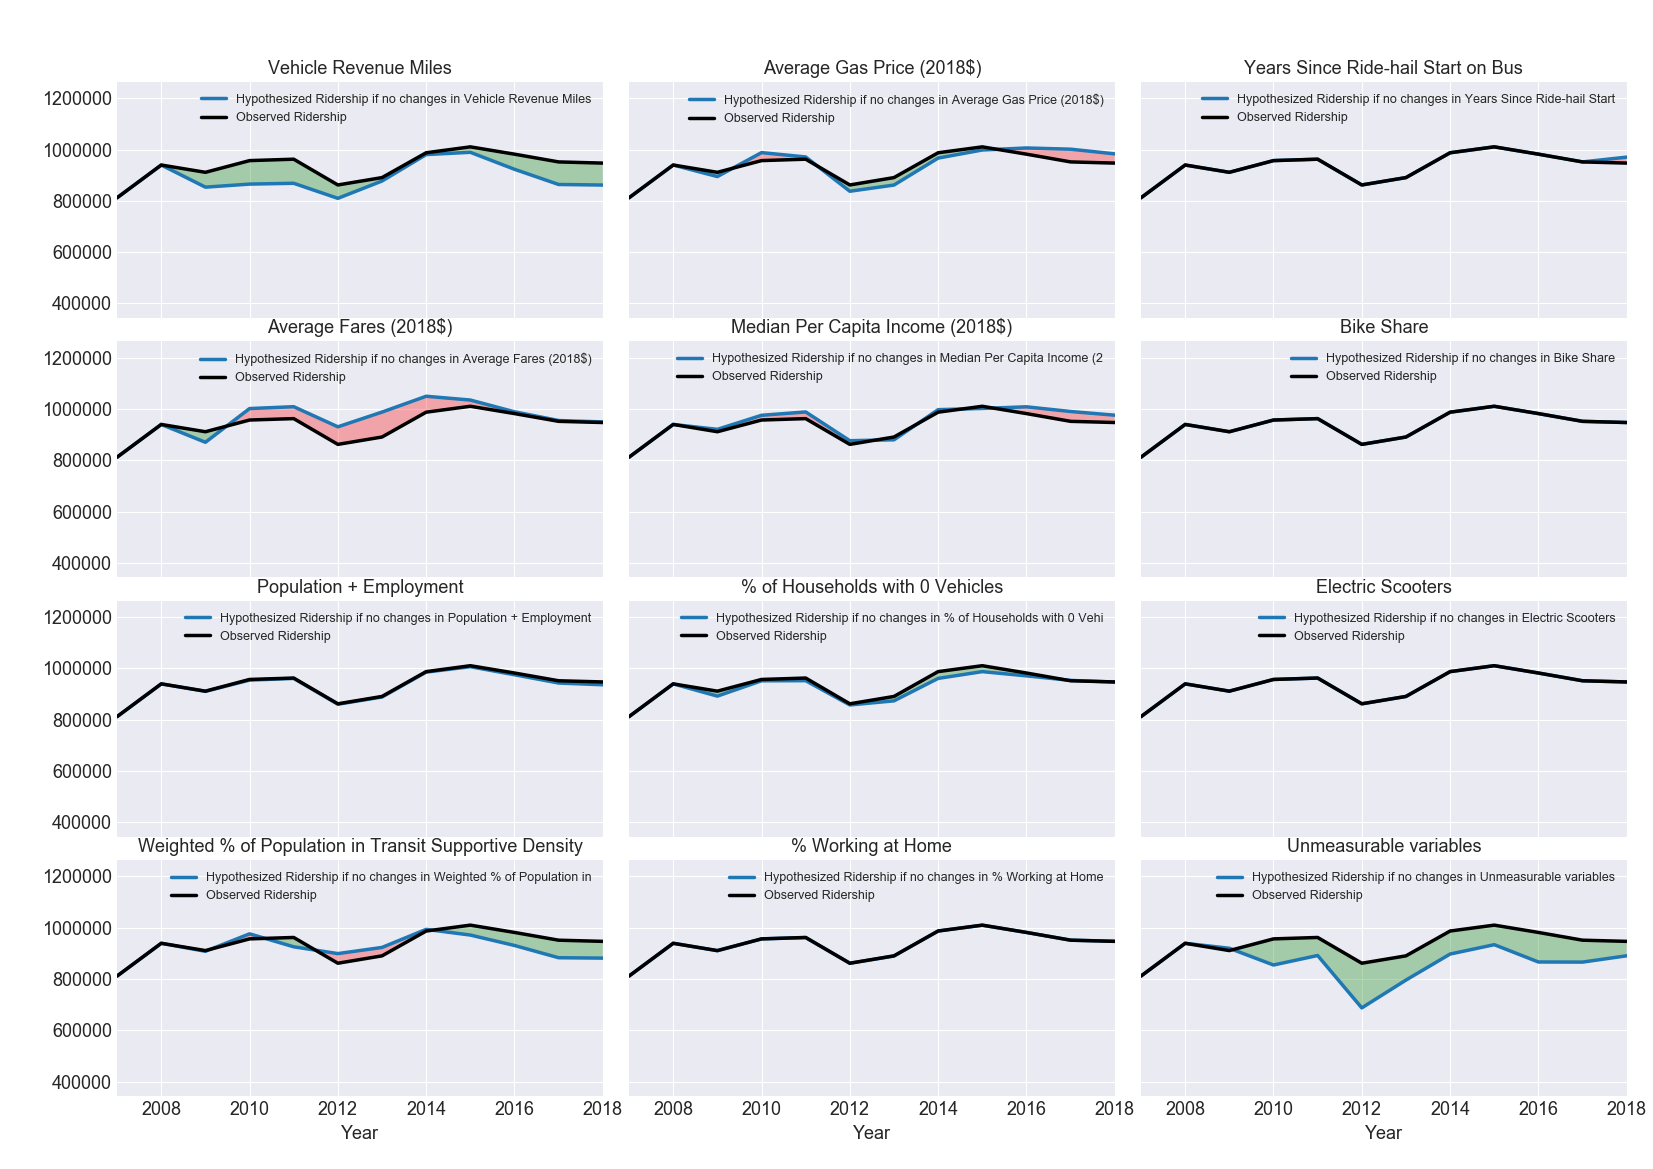 Vehicle Revenue Miles
Average Gas Price (2018$)
Years Since Ride-hail Start on Bus
1200000
1000000
800000
600000
400000
Hypothesized Ridership if no changes in Vehicle Revenue Miles
Observed Ridership
Hypothesized Ridership if no changes in Average Gas Price (2018$)
Observed Ridership
Hypothesized Ridership if no changes in Years Since Ride-hail Start
Observed Ridership
Average Fares (2018$)
Median Per Capita Income (2018$)
Bike Share
1200000
1000000
800000
600000
400000
Hypothesized Ridership if no changes in Average Fares (2018$)
Observed Ridership
Hypothesized Ridership if no changes in Median Per Capita Income (2
Observed Ridership
Hypothesized Ridership if no changes in Bike Share
Observed Ridership
Population + Employment
% of Households with 0 Vehicles
Electric Scooters
1200000
1000000
800000
600000
400000
Hypothesized Ridership if no changes in Population + Employment
Observed Ridership
Hypothesized Ridership if no changes in % of Households with 0 Vehi
Observed Ridership
Hypothesized Ridership if no changes in Electric Scooters
Observed Ridership
Weighted % of Population in Transit Supportive Density
% Working at Home
Unmeasurable variables
1200000
1000000
800000
600000
400000
Hypothesized Ridership if no changes in Weighted % of Population in
Observed Ridership
Hypothesized Ridership if no changes in % Working at Home
Observed Ridership
Hypothesized Ridership if no changes in Unmeasurable variables
Observed Ridership
2008 2010 2012 2014 2016 2018
2008 2010 2012 2014 2016 2018
2008 2010 2012 2014 2016 2018
Year
Year
Year